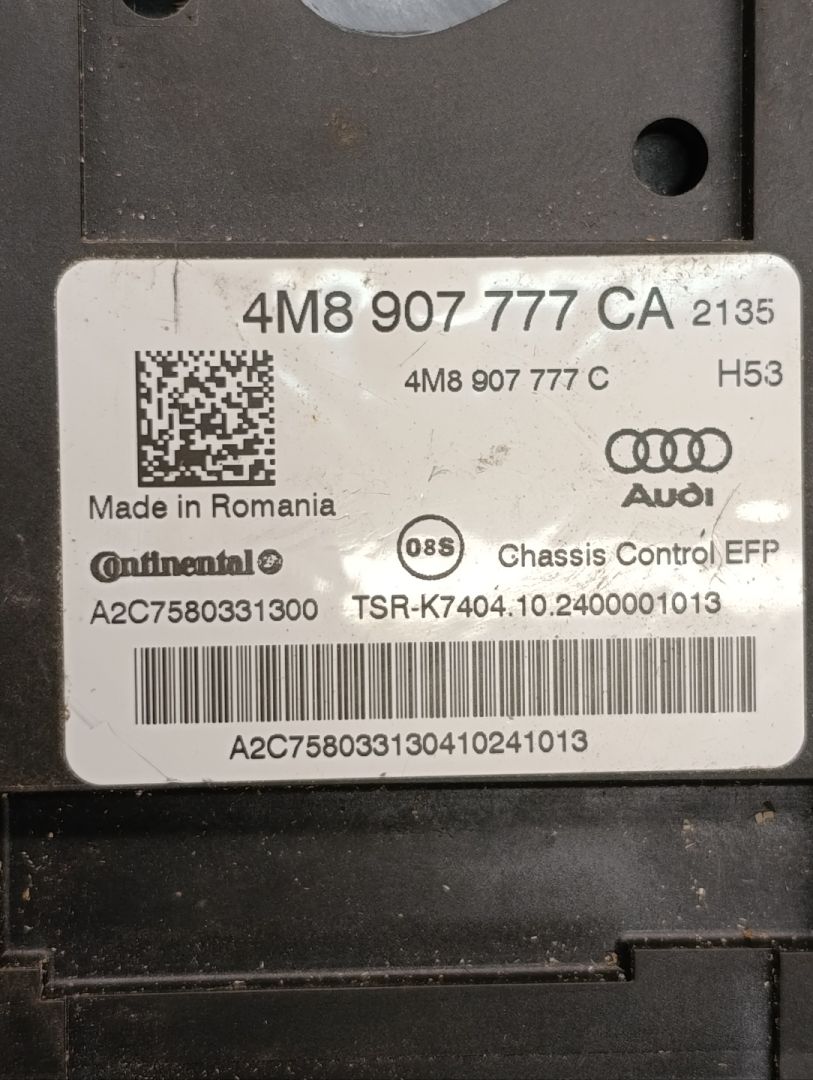 4M8 907 777 CA 2135
4M8 907 777 C H53
Audi
Made in Romania
Continental
08S
Chassis Control EFP
A2C7580331300 TSR-K7404.10.2400001013
A2C758033130410241013